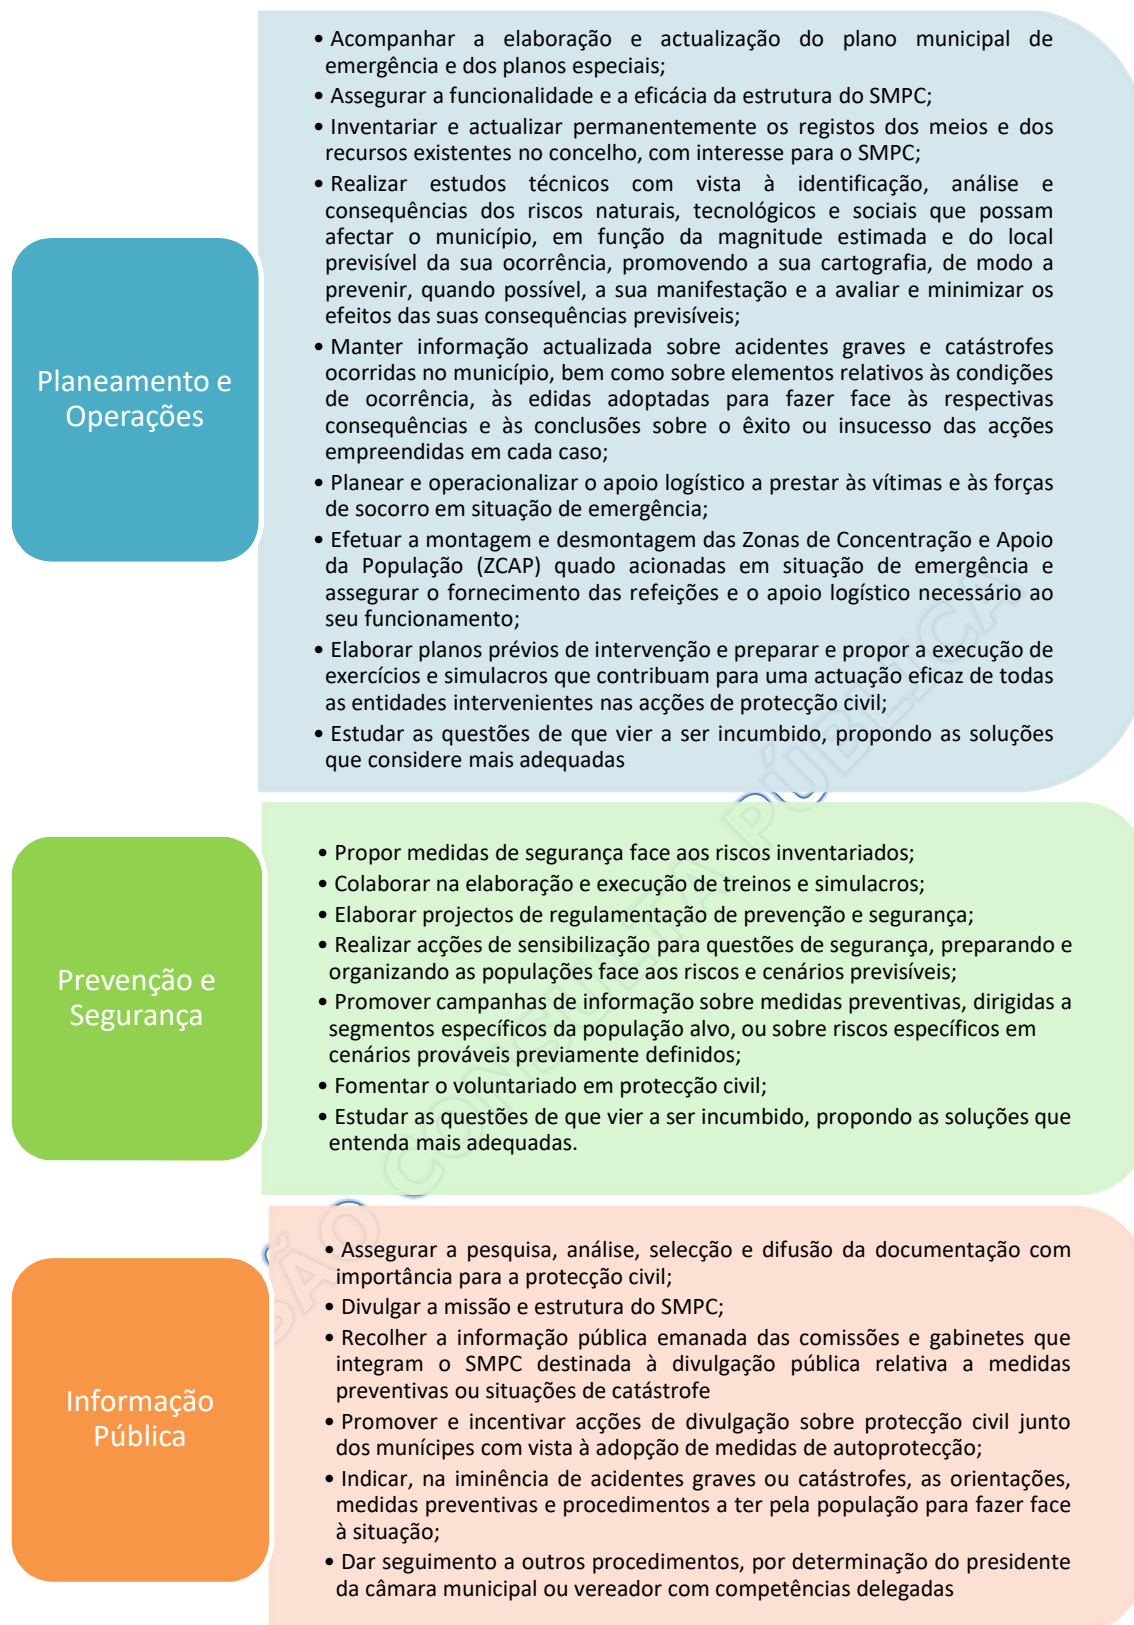 Planeamento e
Operações
• Acompanhar a elaboração e actualização do plano municipal de
emergência e dos planos especiais;
• Assegurar a funcionalidade e a eficácia da estrutura do SMPC;
• Inventariar e actualizar permanentemente os registos dos meios e dos
recursos existentes no concelho, com interesse para o SMPC;
• Realizar estudos técnicos com vista à identificação, análise e
consequências dos riscos naturais, tecnológicos e sociais que possam
afectar o município, em função da magnitude estimada e do local
previsível da sua ocorrência, promovendo a sua cartografia, de modo a
prevenir, quando possível, a sua manifestação e a avaliar e minimizar os
efeitos das suas consequências previsíveis;
• Manter informação actualizada sobre acidentes graves e catástrofes
ocorridas no município, bem como sobre elementos relativos às condições
de ocorrência, às edidas adoptadas para fazer face às respectivas
consequências e às conclusões sobre o êxito ou insucesso das acções
empreendidas em cada caso;
• Planear e operacionalizar o apoio logístico a prestar às vítimas e às forças
de socorro em situação de emergência;
• Efetuar a montagem e desmontagem das Zonas de Concentração e Apoio
da População (ZCAP) quado acionadas em situação de emergência e
assegurar o fornecimento das refeições e o apoio logístico necessário ao
seu funcionamento;
• Elaborar planos prévios de intervenção e preparar e propor a execução de
exercícios e simulacros que contribuam para uma actuação eficaz de todas
as entidades intervenientes nas acções de protecção civil;
• Estudar as questões de que vier a ser incumbido, propondo as soluções
que considere mais adequadas
Prevenção e
Segurança
• Propor medidas de segurança face aos riscos inventariados;
• Colaborar na elaboração e execução de treinos e simulacros;
• Elaborar projectos de regulamentação de prevenção e segurança;
• Realizar acções de sensibilização para questões de segurança, preparando e
organizando as populações face aos riscos e cenários previsíveis;
• Promover campanhas de informação sobre medidas preventivas, dirigidas a
segmentos específicos da população alvo, ou sobre riscos específicos em
cenários prováveis previamente definidos;
• Fomentar o voluntariado em protecção civil;
• Estudar as questões de que vier a ser incumbido, propondo as soluções que
entenda mais adequadas.
Informação
Pública
• Assegurar a pesquisa, análise, selecção e difusão da documentação com
importância para a protecção civil;
• Divulgar a missão e estrutura do SMPC;
• Recolher a informação pública emanada das comissões e gabinetes que
integram o SMPC destinada à divulgação pública relativa a medidas
preventivas ou situações de catástrofe
• Promover e incentivar acções de divulgação sobre protecção civil junto
dos munícipes com vista à adopção de medidas de autoprotecção;
• Indicar, na iminência de acidentes graves ou catástrofes, as orientações,
medidas preventivas e procedimentos a ter pela população para fazer face
à situação;
• Dar seguimento a outros procedimentos, por determinação do presidente
da câmara municipal ou vereador com competências delegadas
CONSULTA PÚBLICA